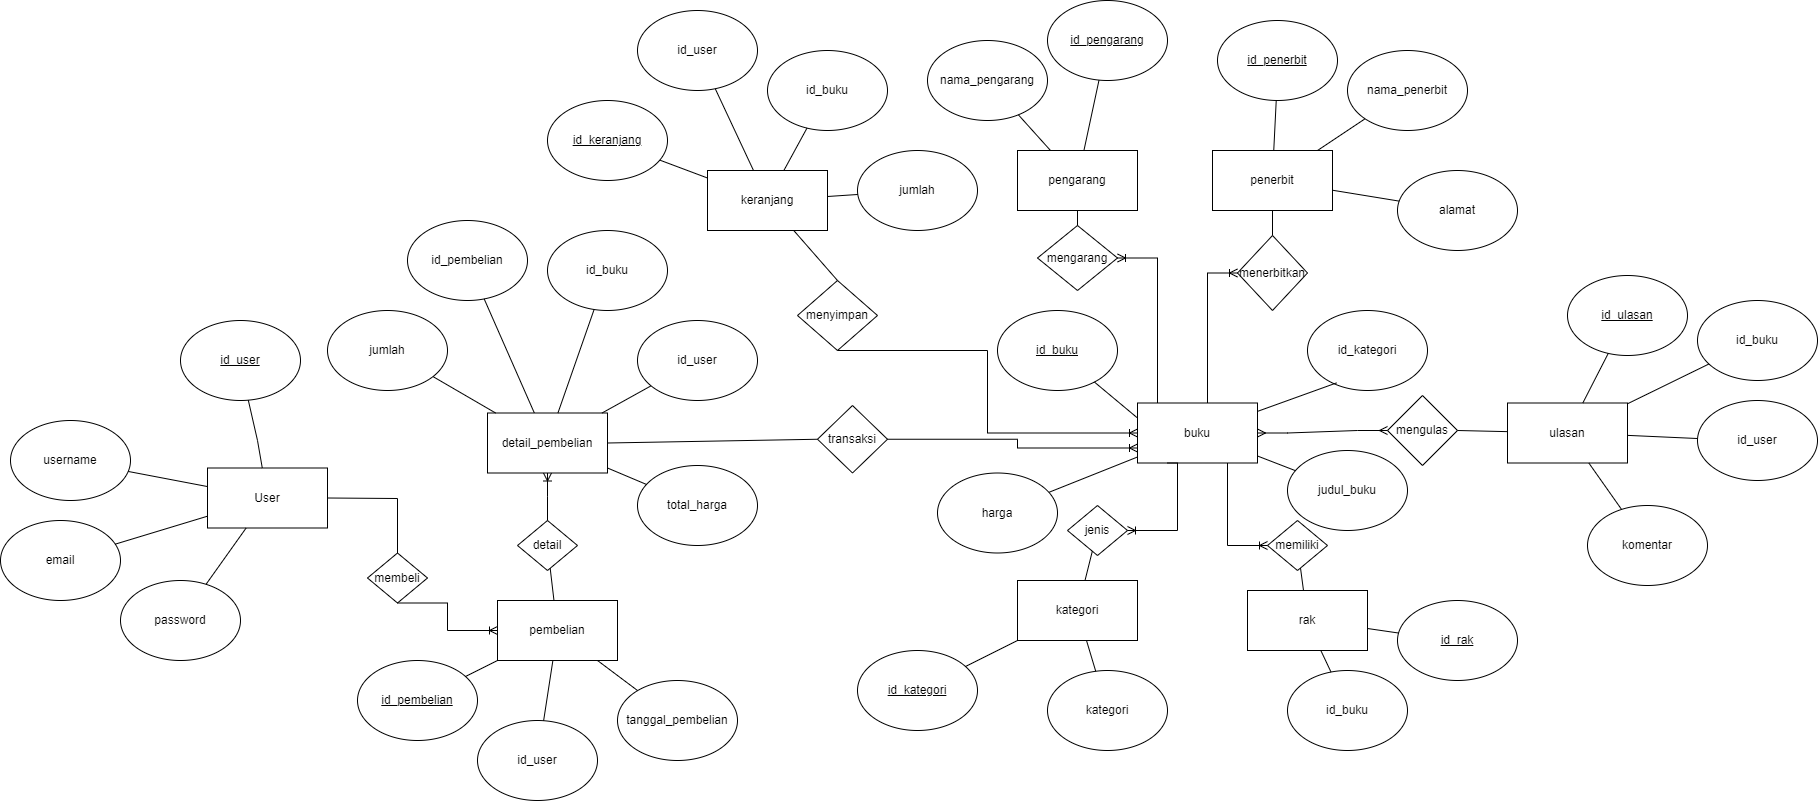 id_user
id_buku
id_keranjang
jumlah
keranjang
id_pengarang
nama_pengarang
pengarang
mengarang
id_penerbit
nama_penerbit
alamat
penerbit
menerbitkan
id_pembelian
id_buku
jumlah
id_user
detail_pembelian
total_harga
menyimpan
transaksi
id_user
username
User
email
password
membeli
detail
pembelian
id_pembelian
id_user
tanggal_pembelian
id_buku
id_kategori
buku
harga
judul_buku
jenis
memiliki
kategori
id_kategori
kategori
rak
id_rak
id_buku
mengulas
id_ulasan
id_buku
ulasan
id_user
komentar